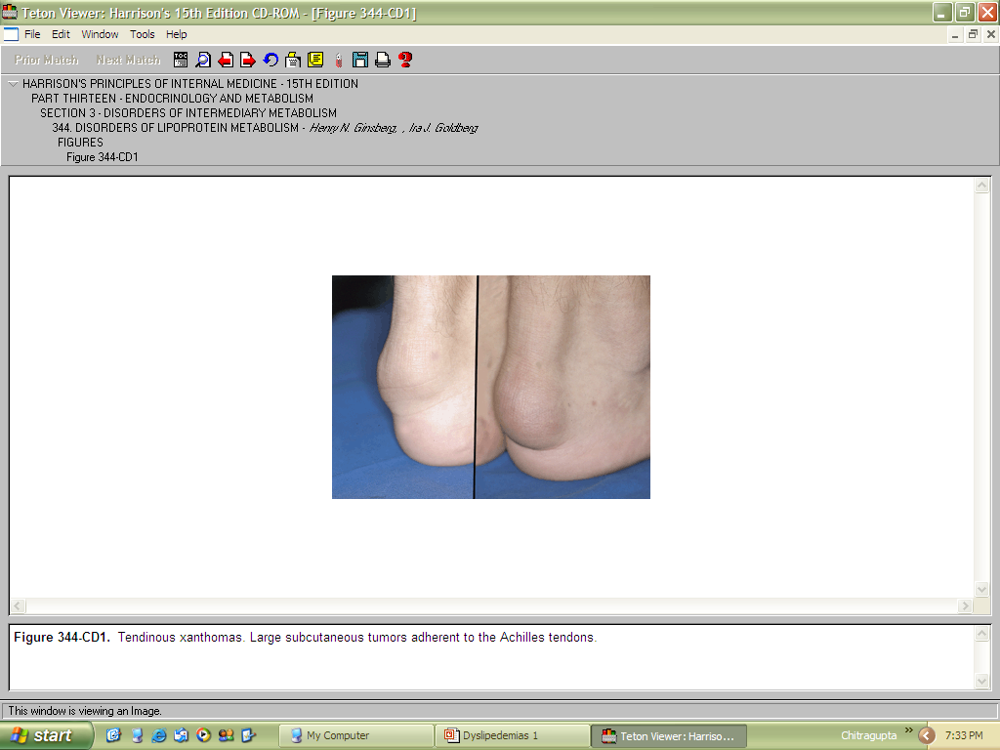 Teton Viewer: Harrison's 15th Edition CD-ROM - [Figure 344-CD1]
File Edit Window Tools Help
Prior Match Next Match TOC
HARRISON'S PRINCIPLES OF INTERNAL MEDICINE - 15TH EDITION
PART THIRTEEN - ENDOCRINOLOGY AND METABOLISM
SECTION 3 - DISORDERS OF INTERMEDIARY METABOLISM
344. DISORDERS OF LIPOPROTEIN METABOLISM - Henry N. Ginsberg, , Ira J. Goldberg
FIGURES
Figure 344-CD1
Figure 344-CD1. Tendinous xanthomas. Large subcutaneous tumors adherent to the Achilles tendons.
This window is viewing an Image.
start My Computer Dyslipedemias 1 Teton Viewer: Harriso... Chitragupta 7:33 PM